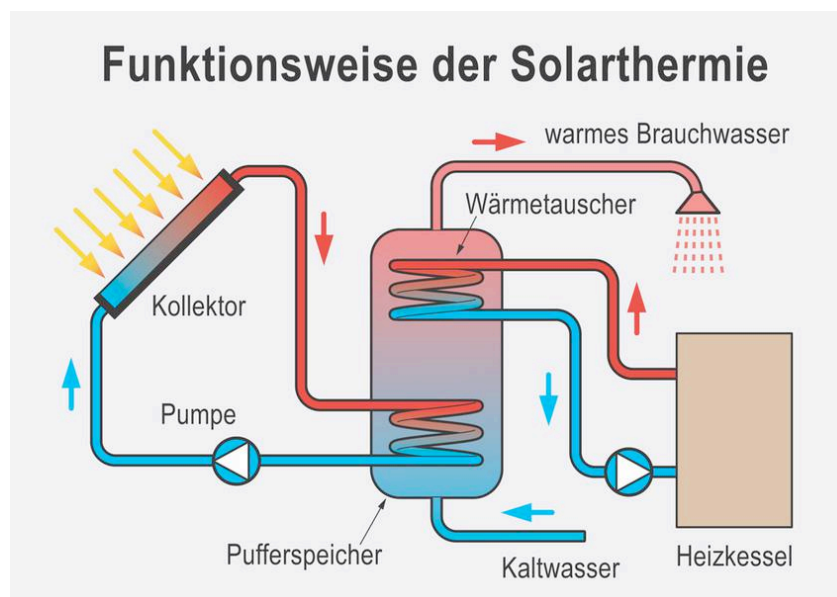 Funktionsweise der Solarthermie
warmes Brauchwasser
Wärmetauscher
Kollektor
Pumpe
Pufferspeicher
Kaltwasser
Heizkessel